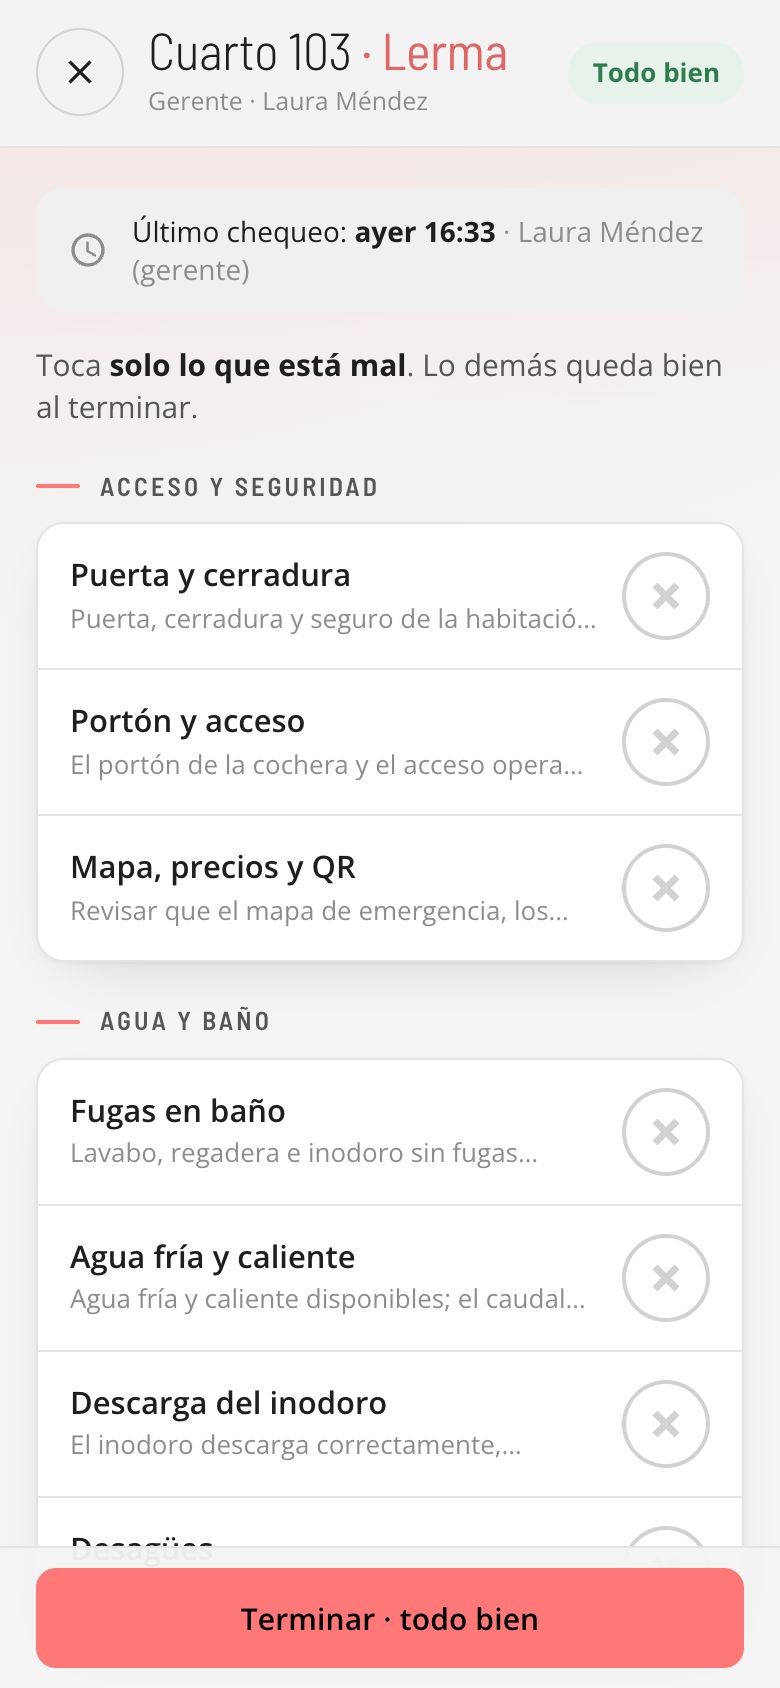 Cuarto 103 · Lerma
Gerente · Laura Méndez
Todo bien
Último chequeo: ayer 16:33 · Laura Méndez
(gerente)
Toca solo lo que está mal. Lo demás queda bien
al terminar.
ACCESO Y SEGURIDAD
Puerta y cerradura
Puerta, cerradura y seguro de la habitació...
Portón y acceso
El portón de la cochera y el acceso opera...
Mapa, precios y QR
Revisar que el mapa de emergencia, los...
AGUA Y BAÑO
Fugas en baño
Lavabo, regadera e inodoro sin fugas...
Agua fría y caliente
Agua fría y caliente disponibles; el caudal...
Descarga del inodoro
El inodoro descarga correctamente,...
Desagües
Terminar · todo bien